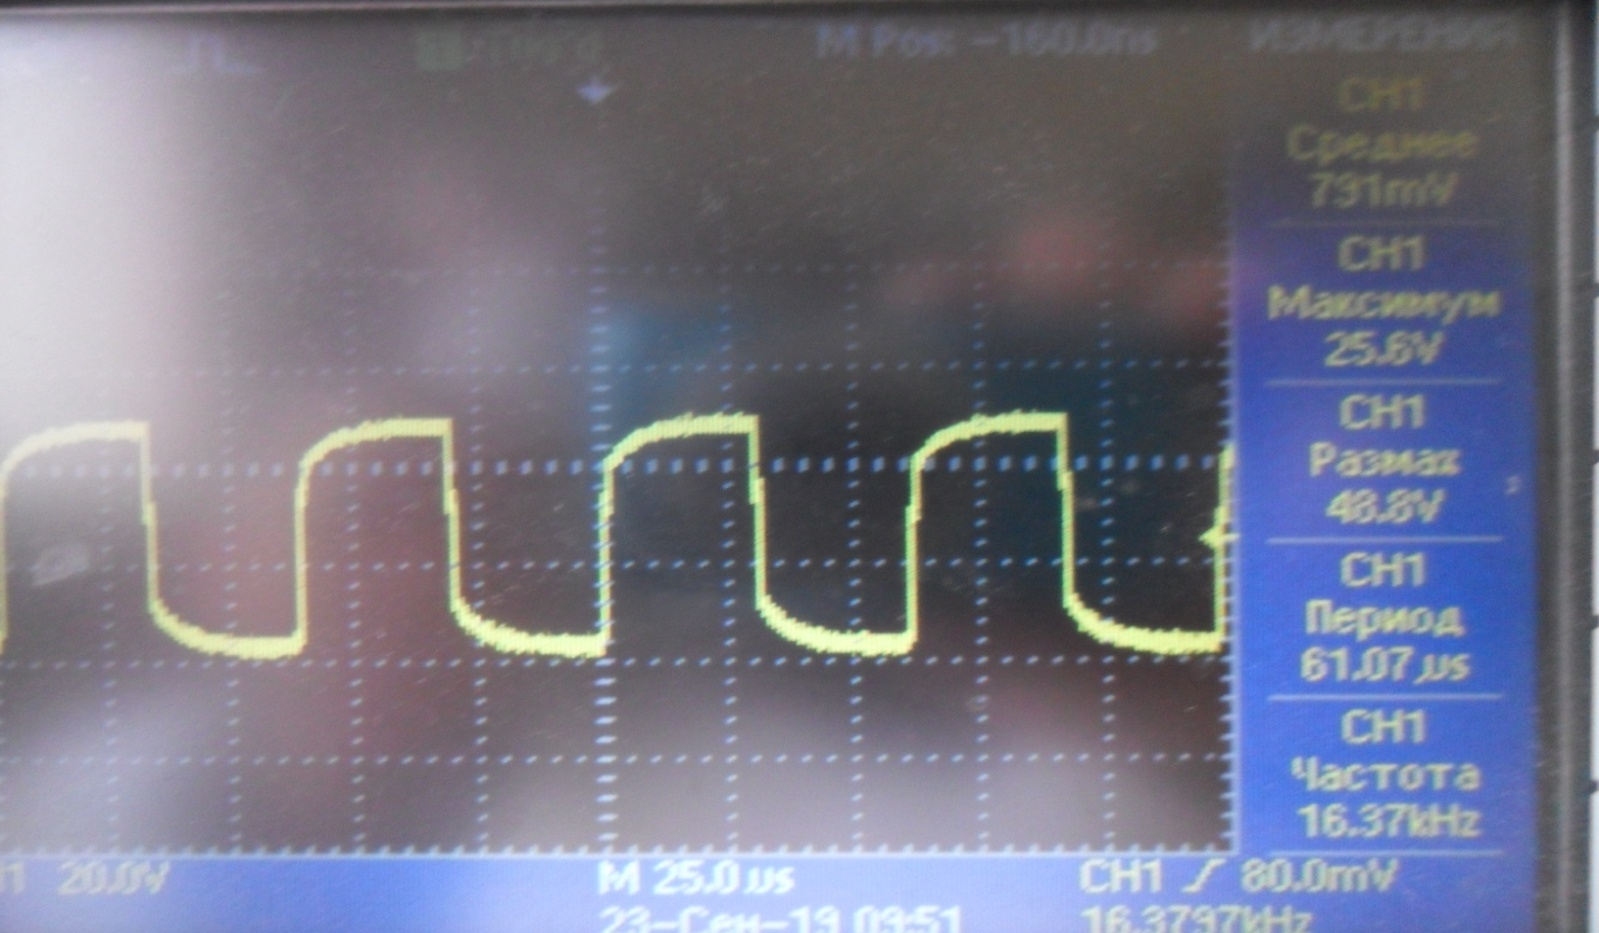 M Pos: -160.0ns
ИЗМЕРЕНИЯ
CH1
Среднее
791mV
CH1
Максимум
25.6V
CH1
Размах
48.8V
CH1
Период
61.07µs
CH1
Частота
16.37kHz
20.0V
M 25.0µs
CH1
80.0mV
23-Сен-19 09:51
16.3797kHz